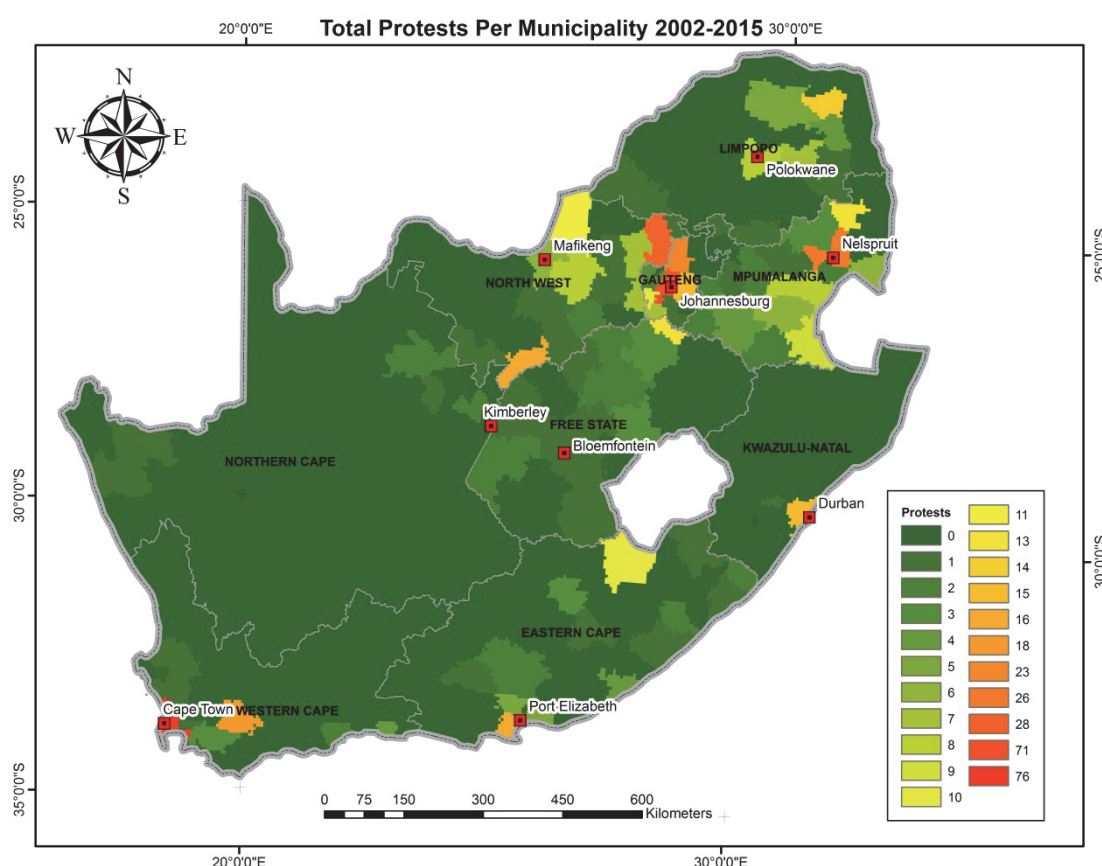 Total Protests Per Municipality 2002-2015
20°0'0"E
30°0'0"E
N
W
E
S
25°0'0"S
25°0'0"S
30°0'0"S
30°0'0"S
35°0'0"S
LIMPOPO
Polokwane
Mafikeng
NORTH WEST
GAUTENG
Johannesburg
MPUMALANGA
Nelspruit
Kimberley
FREE STATE
Bloemfontein
NORTHERN CAPE
KWAZULU-NATAL
Durban
EASTERN CAPE
Port Elizabeth
Cape Town
WESTERN CAPE
Protests
0
1
2
3
4
5
6
7
8
9
10
11
13
14
15
16
18
23
26
28
71
76
0 75 150 300 450 600
Kilometers
20°0'0"E
30°0'0"E